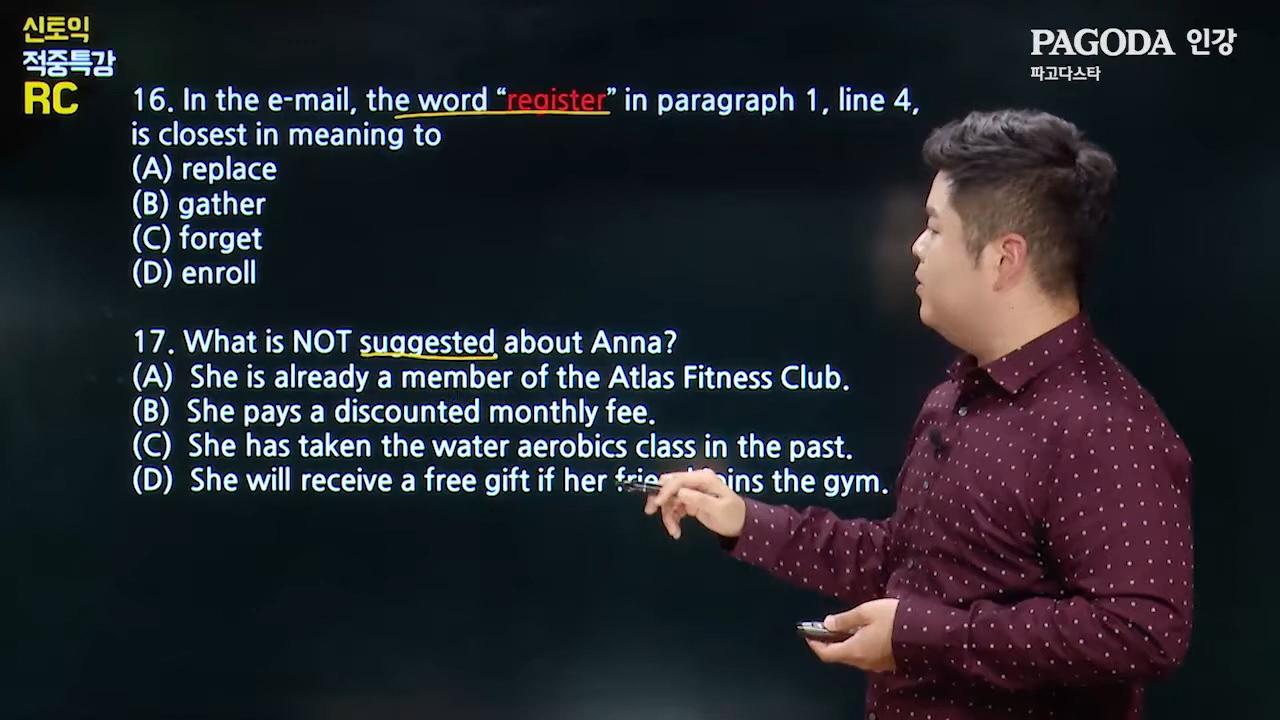 신토익
적중특강
RC
PAGODA 인강
파고다스타
16. In the e-mail, the word “register” in paragraph 1, line 4,
is closest in meaning to
(A) replace
(B) gather
(C) forget
(D) enroll
17. What is NOT suggested about Anna?
(A) She is already a member of the Atlas Fitness Club.
(B) She pays a discounted monthly fee.
(C) She has taken the water aerobics class in the past.
(D) She will receive a free gift if her the gym.